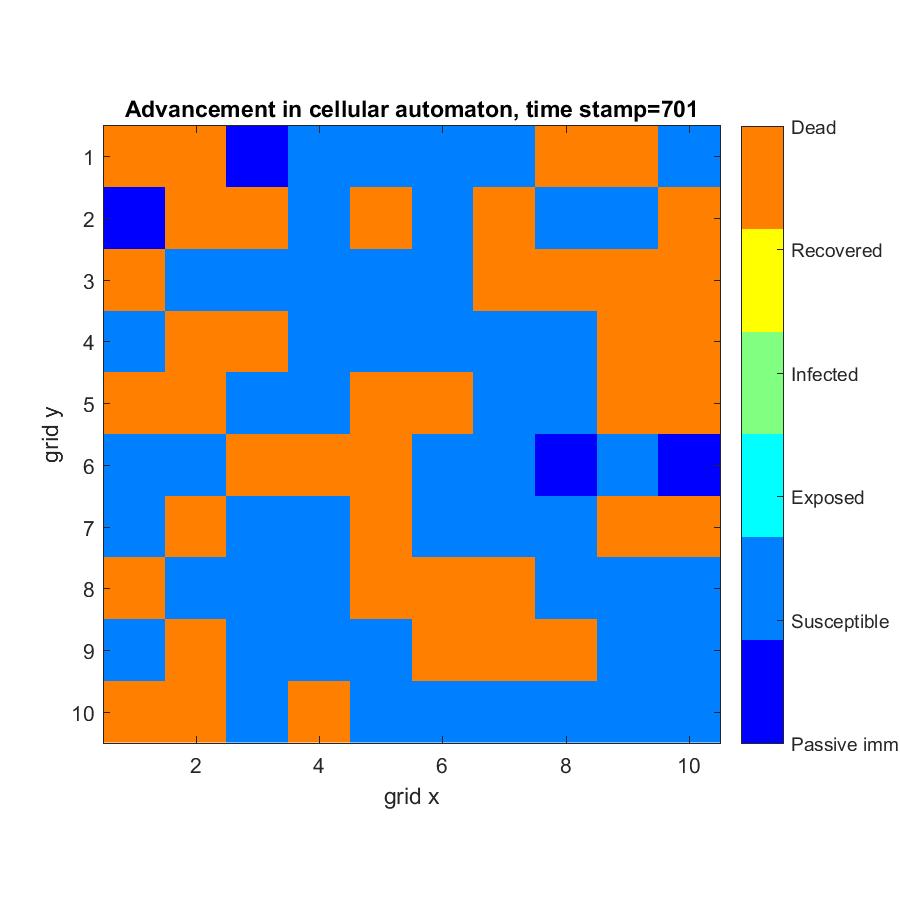 Advancement in cellular automaton, time stamp=701
Dead
Recovered
Infected
Exposed
Susceptible
Passive imm
grid y
1
2
3
4
5
6
7
8
9
10
2 4 6 8 10
grid x